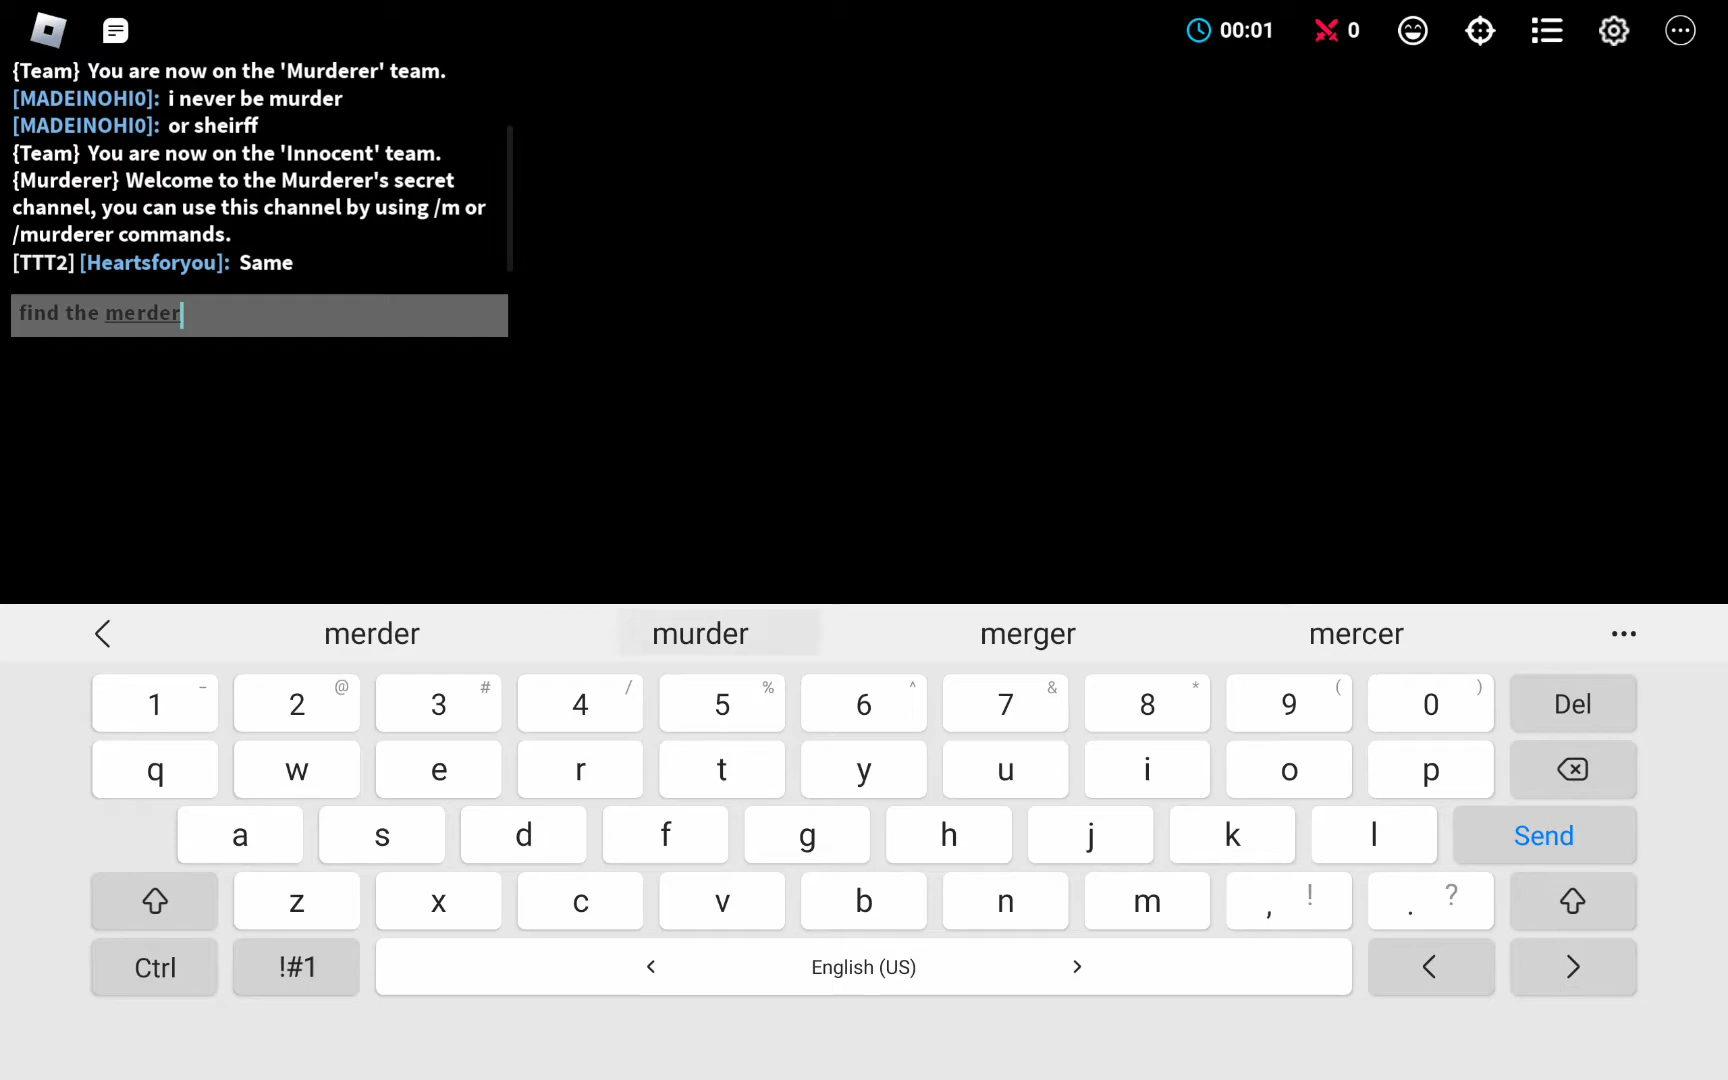 00:01 0
{Team} You are now on the 'Murderer' team.
[MADEINOHI0]: i never be murder
[MADEINOHI0]: or sheirff
{Team} You are now on the 'Innocent' team.
{Murderer} Welcome to the Murderer's secret
channel, you can use this channel by using /m or
/murderer commands.
[TTT2] [Heartsforyou]: Same
find the merder
merder murder merger mercer
1 - 2 @ 3 # 4 / 5 % 6 ^ 7 & 8 * 9 ( 0 ) Del
q w e r t y u i o p
a s d f g h j k l Send
z x c v b n m , ! . ?
Ctrl !#1 < English (US) > < >